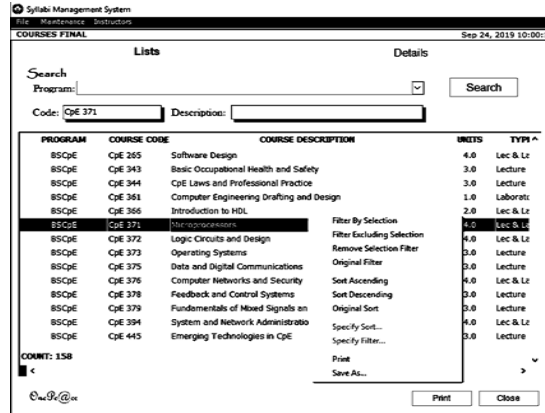 Syllabi Management System
File Maintenance Instructors
COURSES FINAL Sep 24, 2019 10:00:
Lists Details
Search
Program: Search
Code: CpE 371 Description:
PROGRAM COURSE CODE COURSE DESCRIPTION UNITS TYPE
BSCpE CpE 265 Software Design 4.0 Lec & La
BSCpE CpE 343 Basic Occupational Health and Safety 3.0 Lecture
BSCpE CpE 344 CpE Laws and Professional Practice 3.0 Lecture
BSCpE CpE 361 Computer Engineering Drafting and Design 1.0 Laborato
BSCpE CpE 366 Introduction to HDL 2.0 Lec & La
BSCpE CpE 371 Microprocessors 4.0 Lec & La
BSCpE CpE 372 Logic Circuits and Design 4.0 Lec & La
BSCpE CpE 373 Operating Systems 3.0 Lecture
BSCpE CpE 375 Data and Digital Communications 3.0 Lecture
BSCpE CpE 376 Computer Networks and Security 4.0 Lec & La
BSCpE CpE 378 Feedback and Control Systems 3.0 Lecture
BSCpE CpE 379 Fundamentals of Mixed Signals an 3.0 Lecture
BSCpE CpE 394 System and Network Administratio 4.0 Lec & La
BSCpE CpE 445 Emerging Technologies in CpE 3.0 Lecture
Filter By Selection
Filter Excluding Selection
Remove Selection Filter
Original Filter
Sort Ascending
Sort Descending
Original Sort
Specify Sort...
Specify Filter...
Print
Save As...
COUNT: 158
Print Close